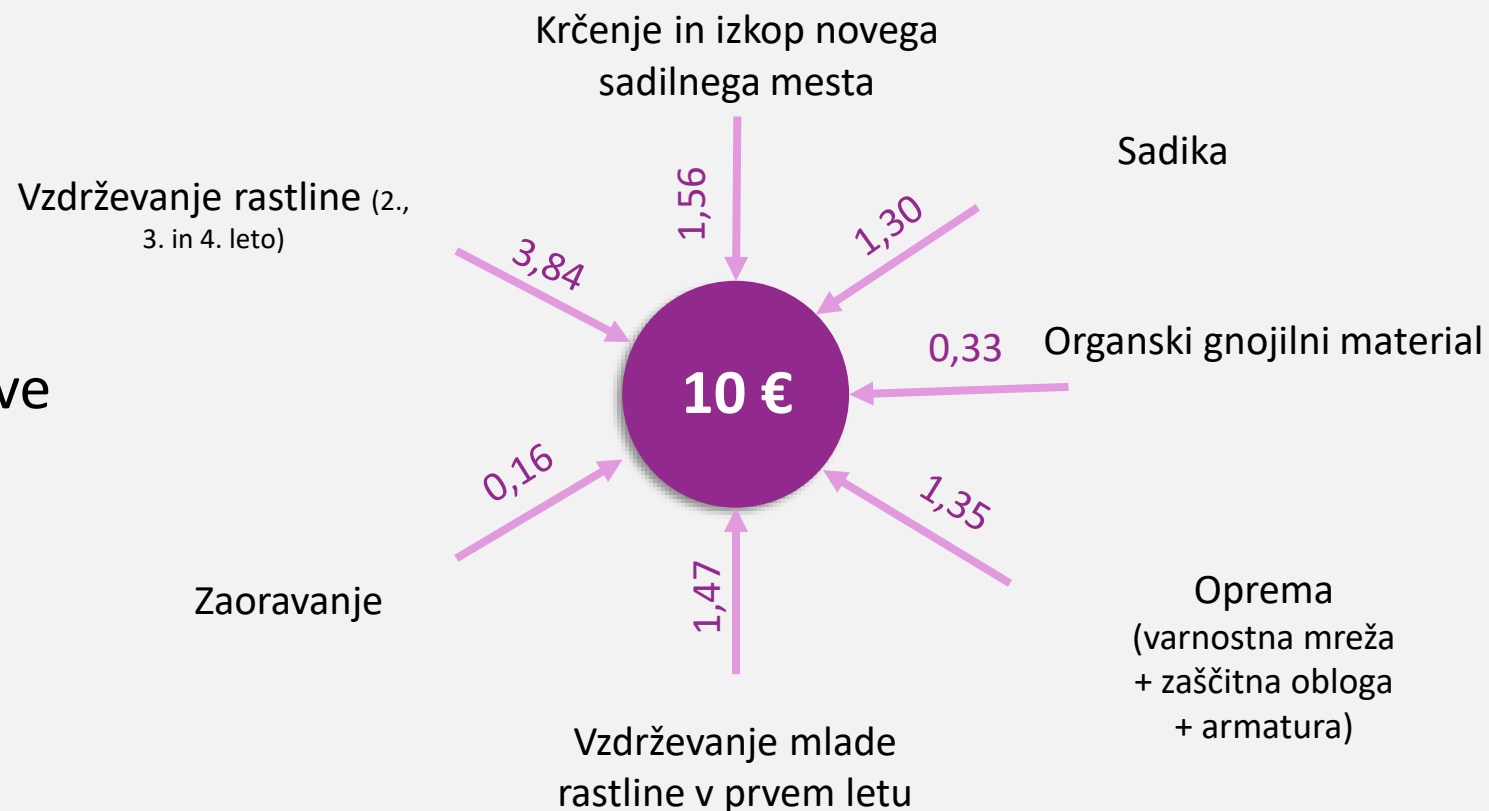 Krčenje in izkop novega
sadilnega mesta
1,56
Sadika
1,30
Organski gnojilni material
0,33
Oprema
(varnostna mreža
+ zaščitna obloga
+ armatura)
1,35
Vzdrževanje mlade
rastline v prvem letu
1,47
Zaoravanje
0,16
Vzdrževanje rastline (2.,
3. in 4. leto)
3,84
10 €